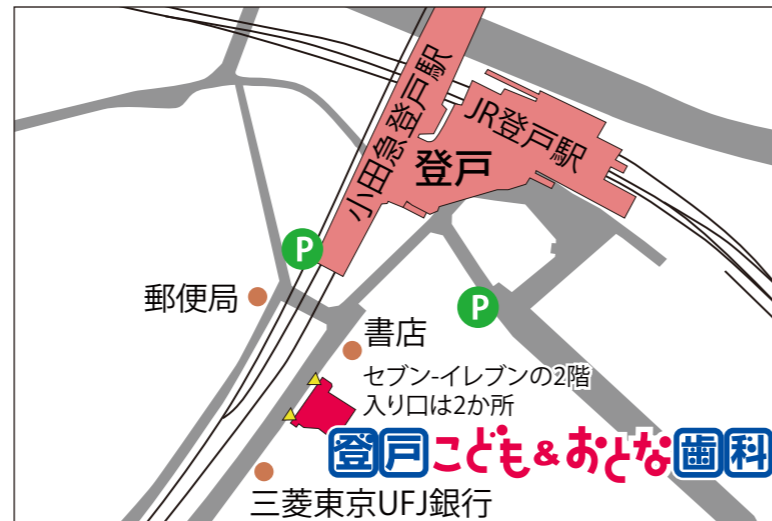 小田急登戸駅
JR登戸駅
登戸
P
郵便局
P
書店
セブン-イレブンの2階
入り口は2か所
登戸こども&おとな歯科
三菱東京UFJ銀行